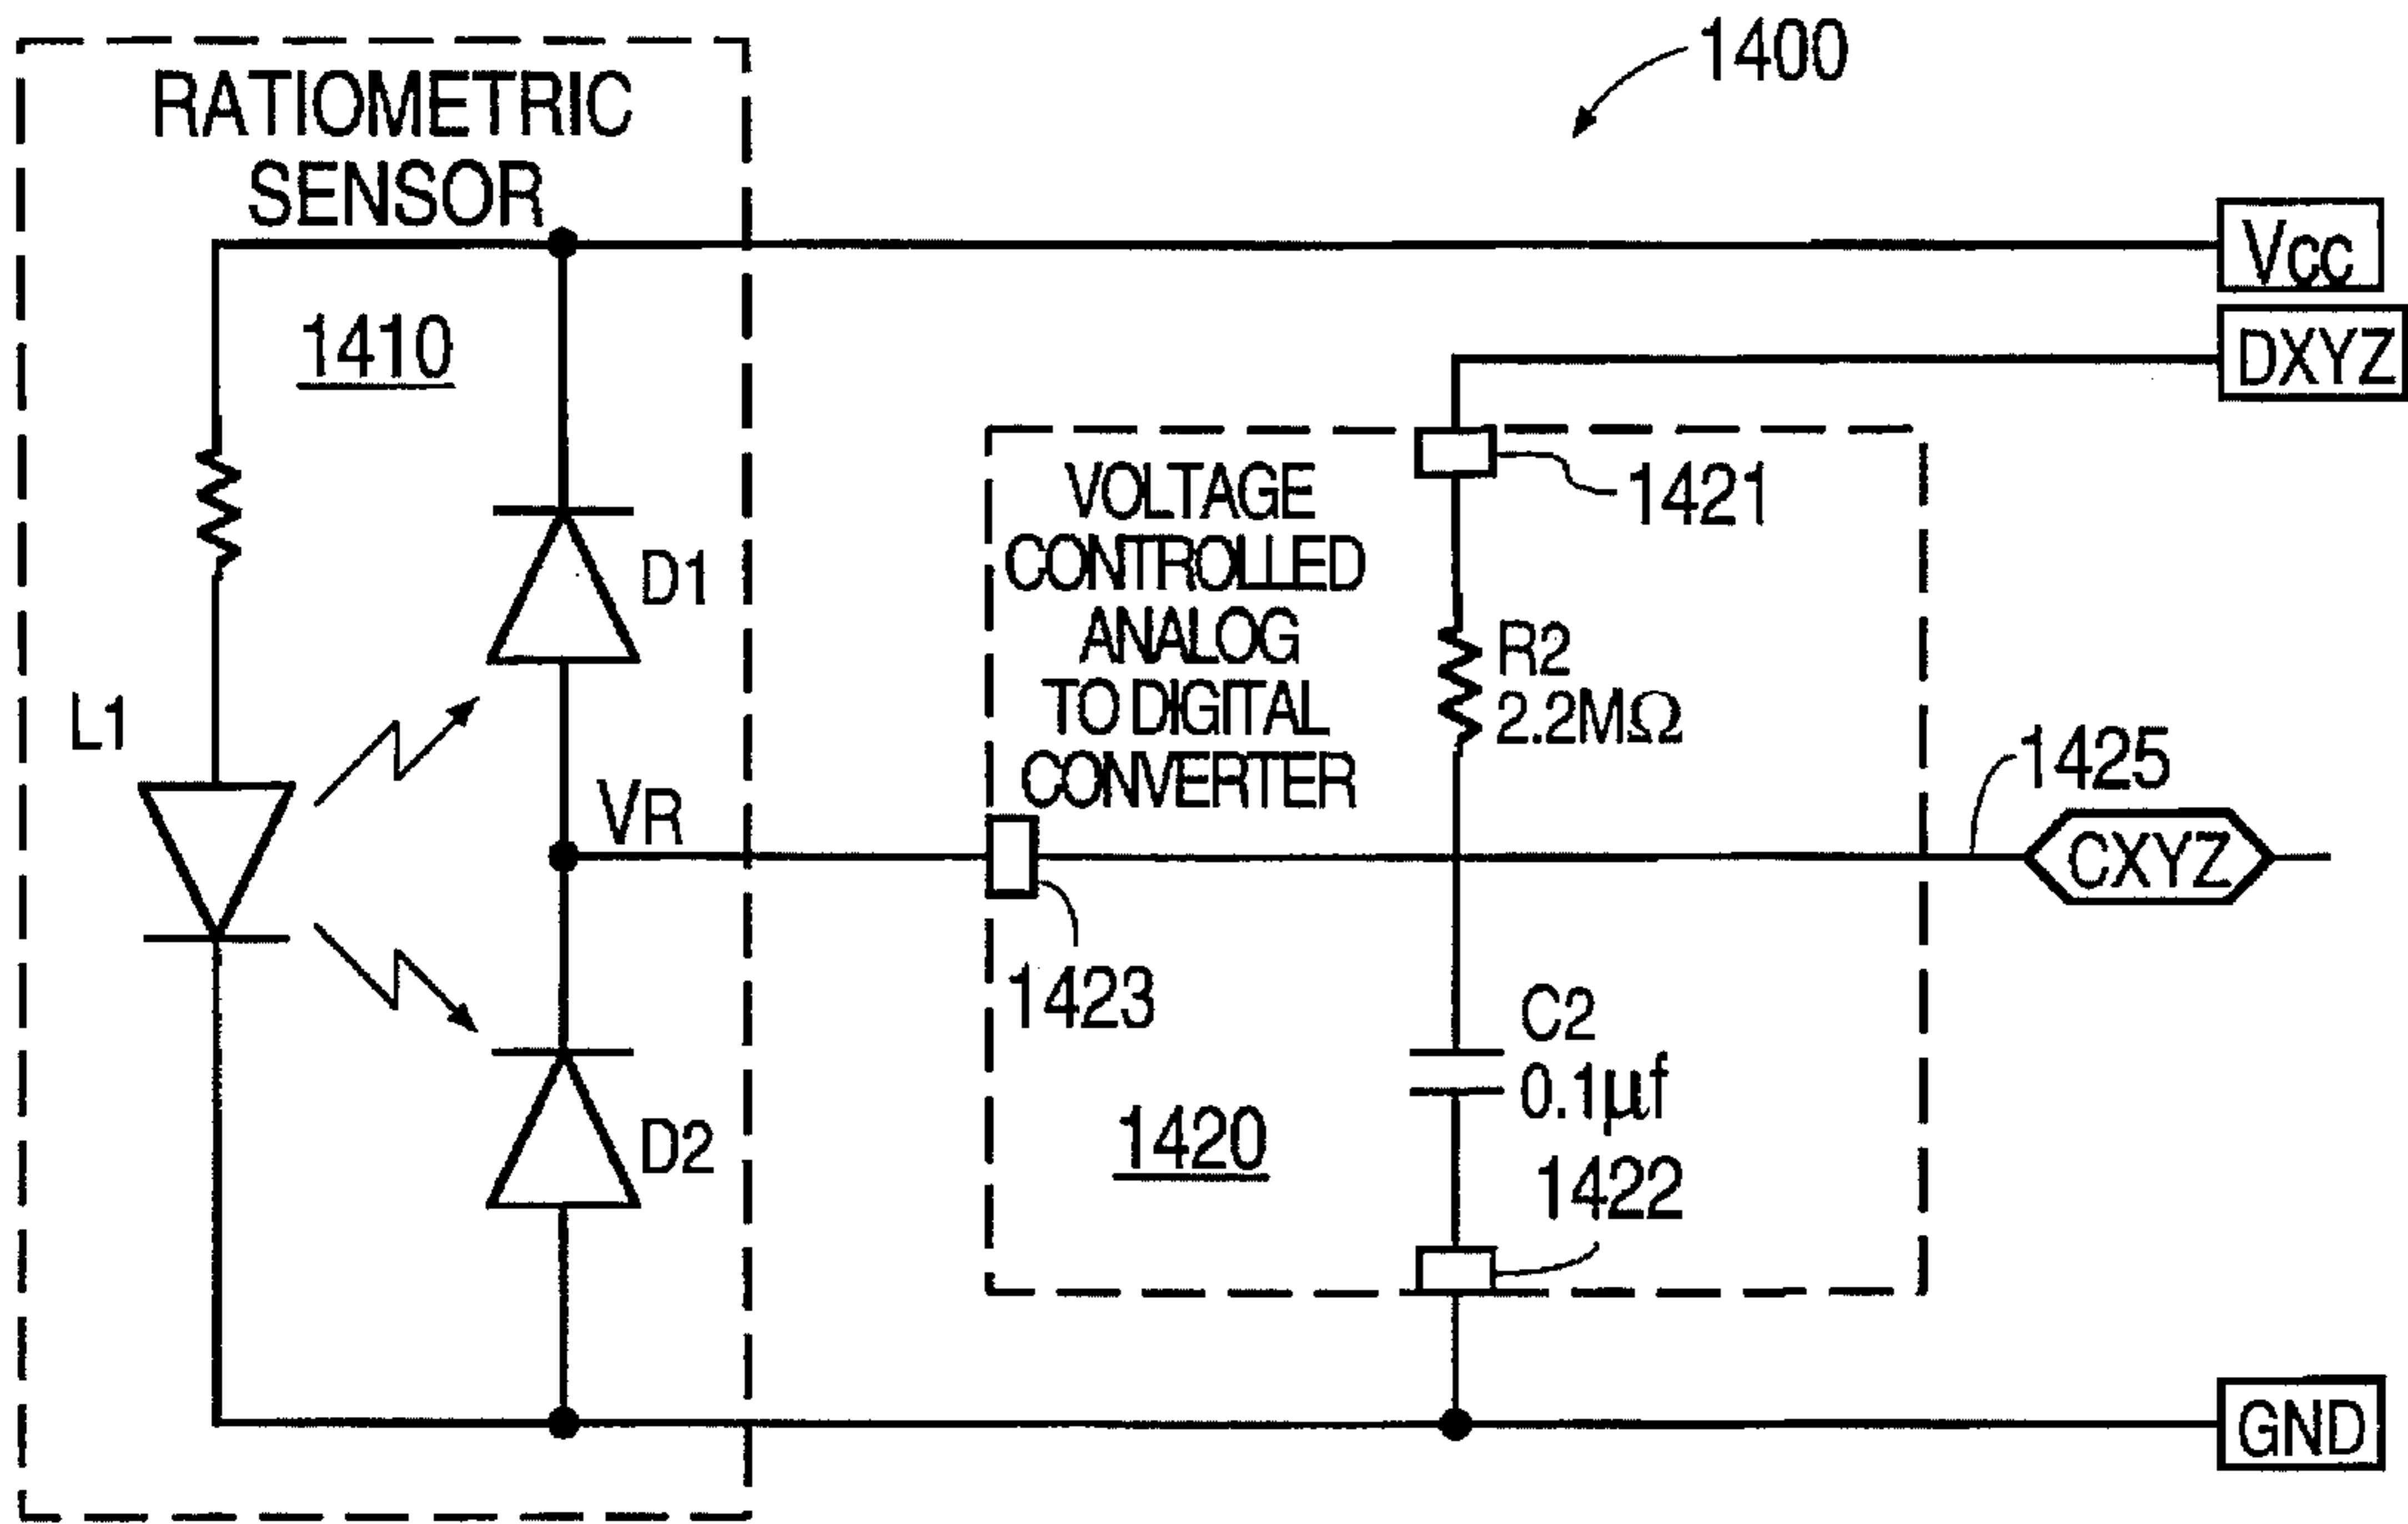 1400
RATIOMETRIC
SENSOR
1410
Vcc
DXYZ
1421
VOLTAGE
CONTROLLED
ANALOG
TO DIGITAL
CONVERTER
D1
R2
2.2MΩ
L1
VR
1425
CXYZ
1423
C2
0.1µf
1420
1422
D2
GND